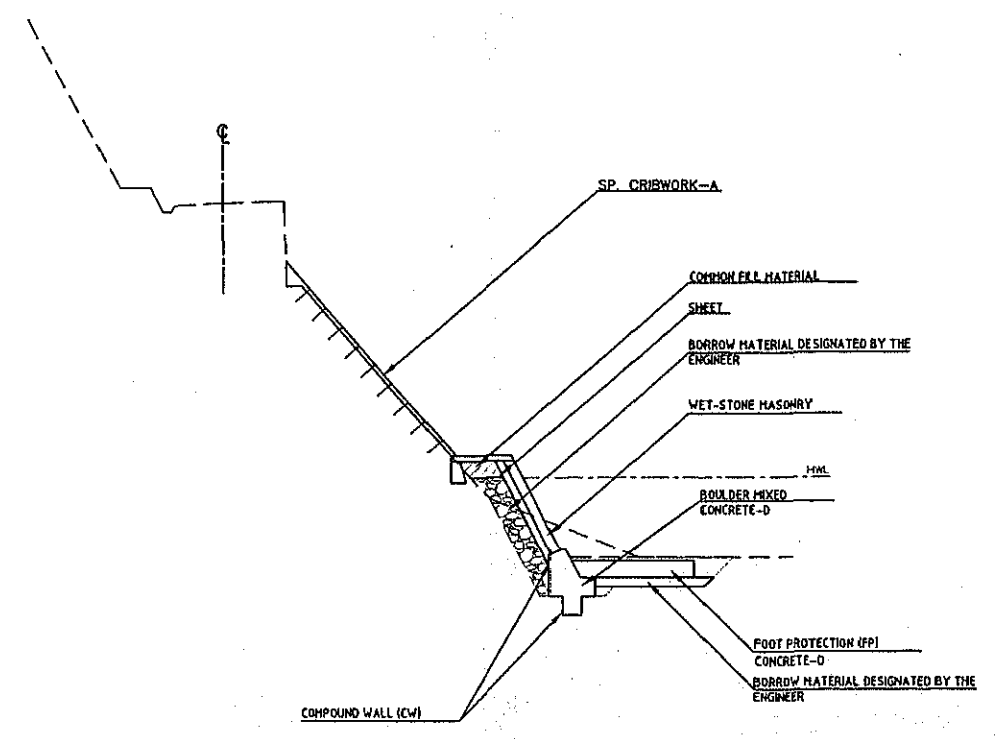 ℄
SP. CRIBWORK-A
COMMON FILL MATERIAL
SHEET
BORROW MATERIAL DESIGNATED BY THE
ENGINEER
WET-STONE MASONRY
HWL
BOULDER MIXED
CONCRETE-D
FOOT PROTECTION (FP)
CONCRETE-D
BORROW MATERIAL DESIGNATED BY THE
ENGINEER
COMPOUND WALL (CW)